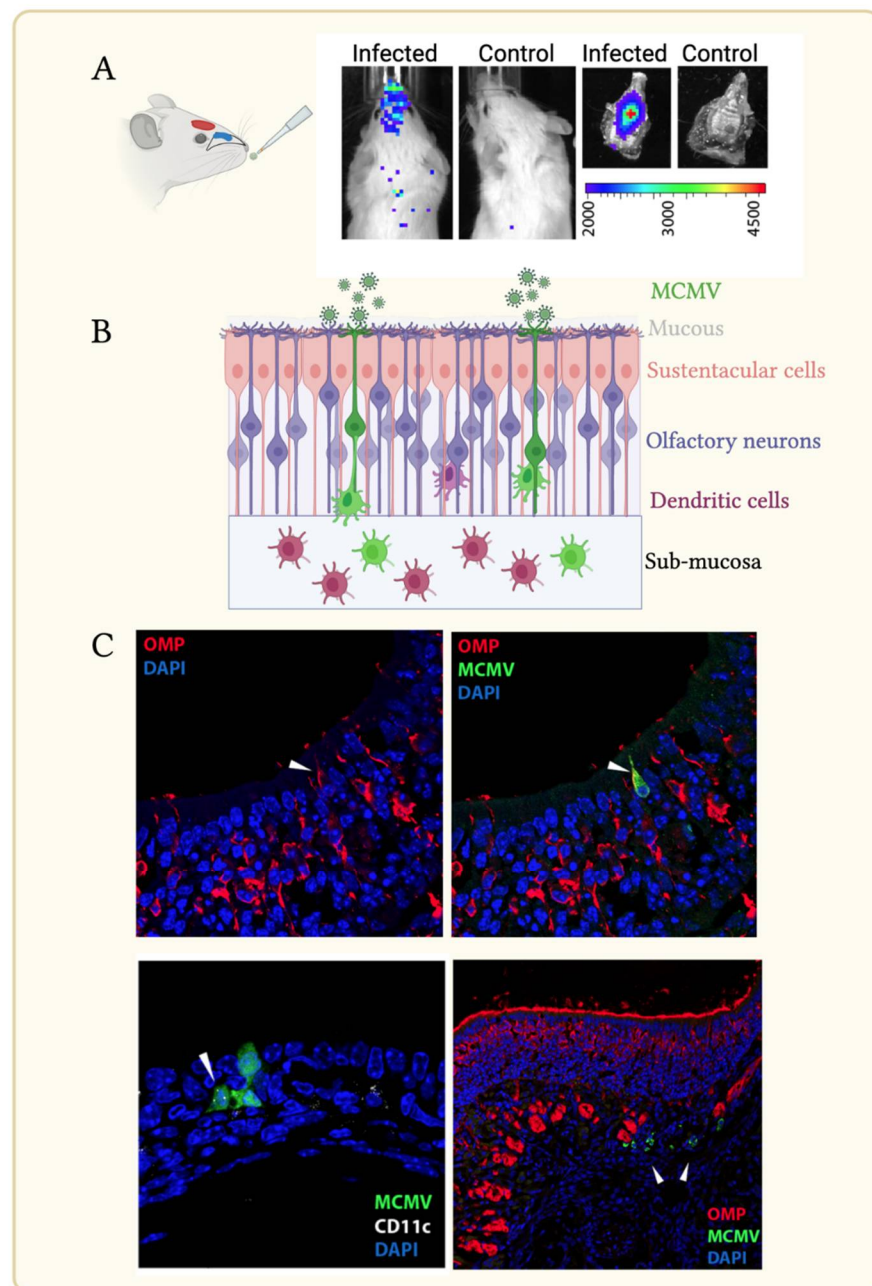 A
Infected Control Infected Control
2000 3000 4500
B
MCMV
Mucous
Sustentacular cells
Olfactory neurons
Dendritic cells
Sub-mucosa
C
OMP
DAPI
OMP
MCMV
DAPI
MCMV
CD11c
DAPI
OMP
MCMV
DAPI